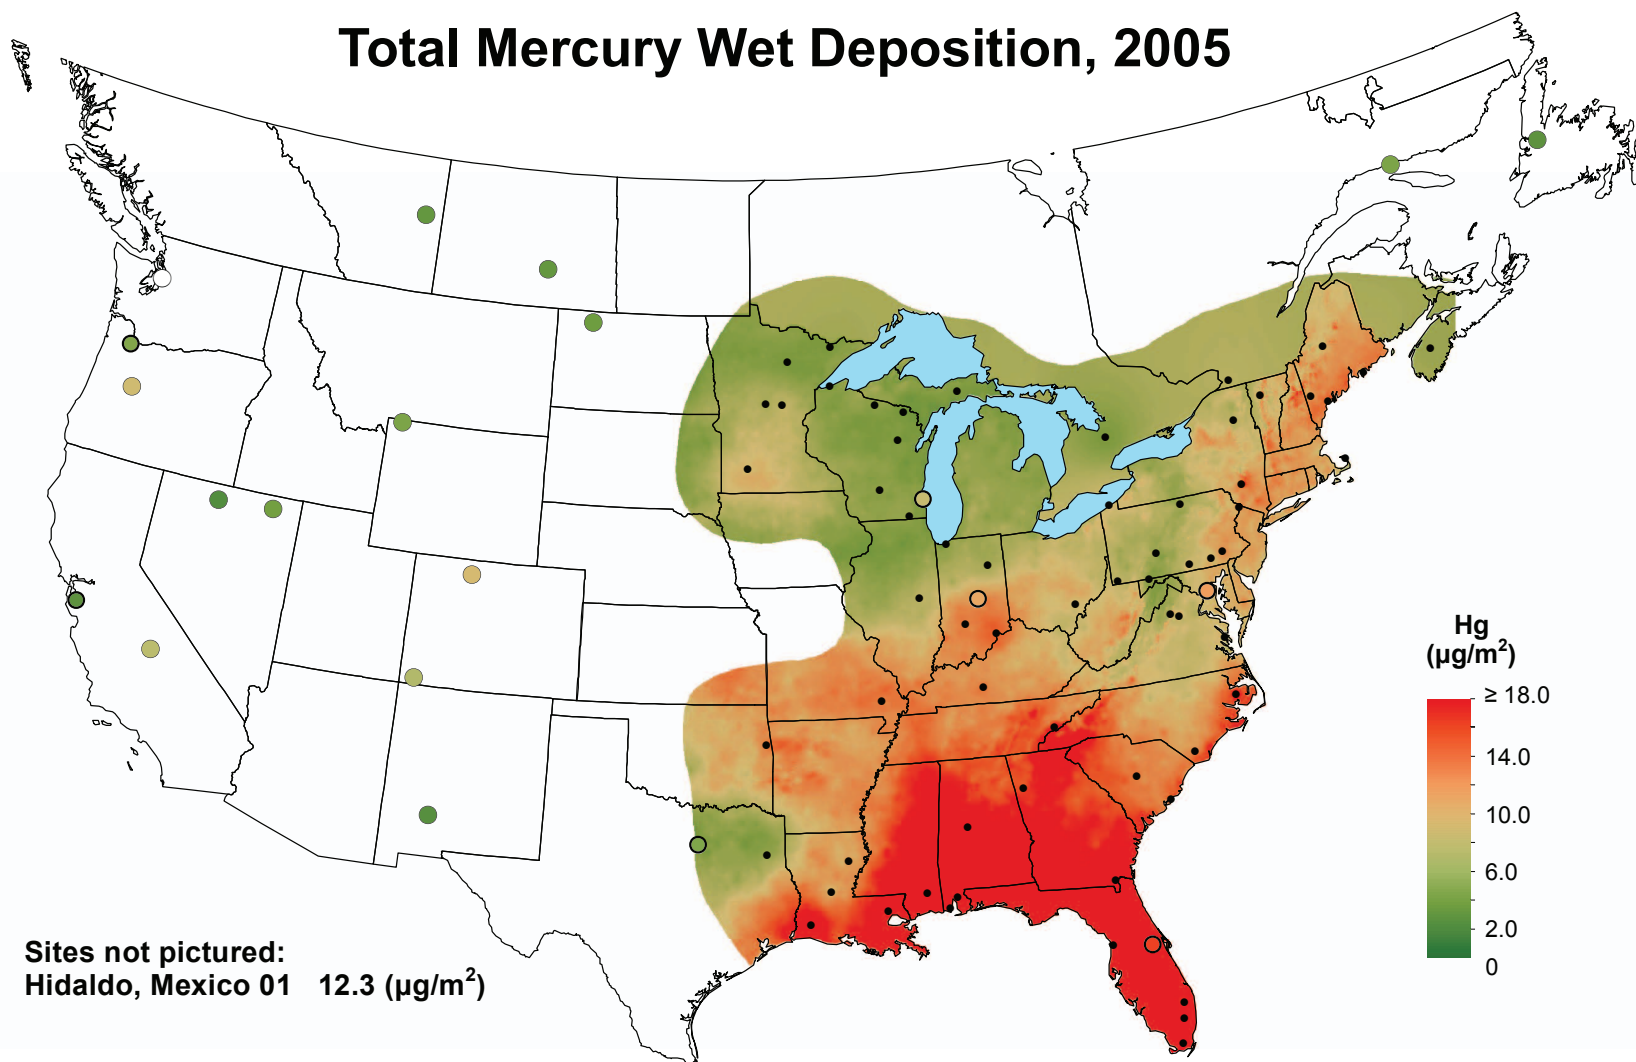 Total Mercury Wet Deposition, 2005
Hg
(µg/m²)
≥ 18.0
14.0
10.0
6.0
2.0
0
Sites not pictured:
Hidaldo, Mexico 01 12.3 (µg/m²)